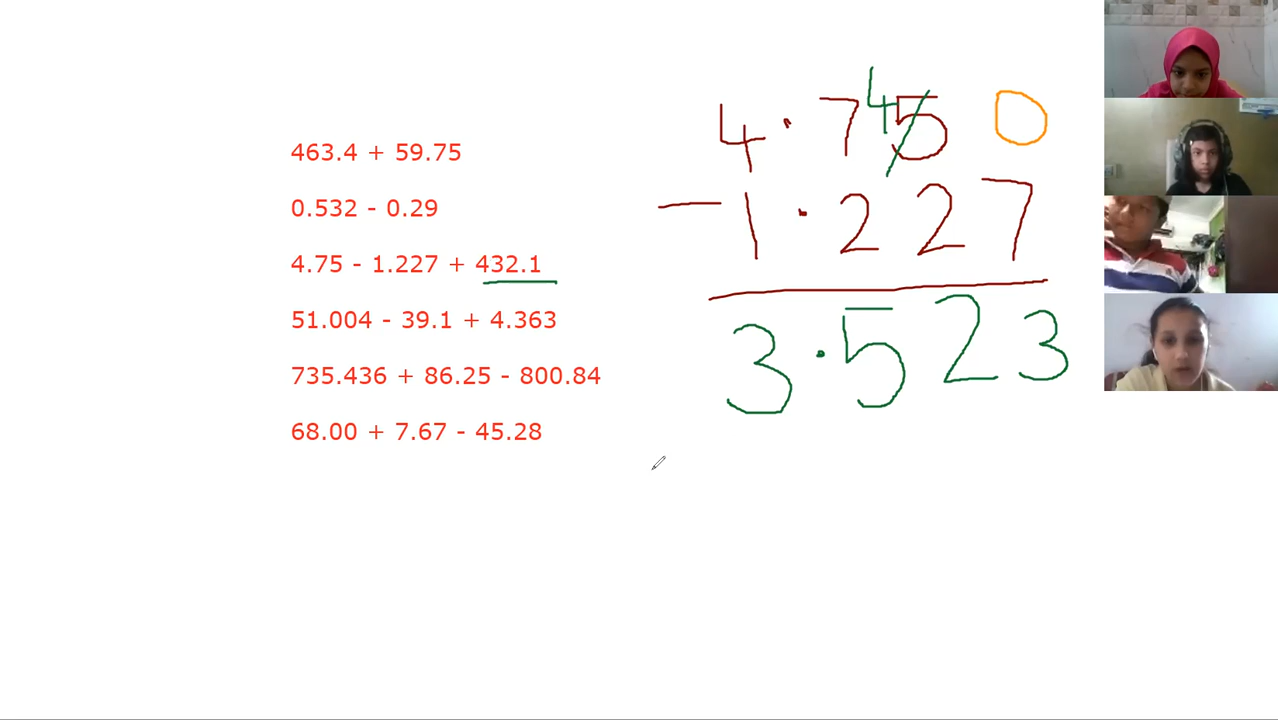 463.4 + 59.75
0.532 - 0.29
4.75 - 1.227 + 432.1
51.004 - 39.1 + 4.363
735.436 + 86.25 - 800.84
68.00 + 7.67 - 45.28
4
4.75 0
- 1.227
3.523